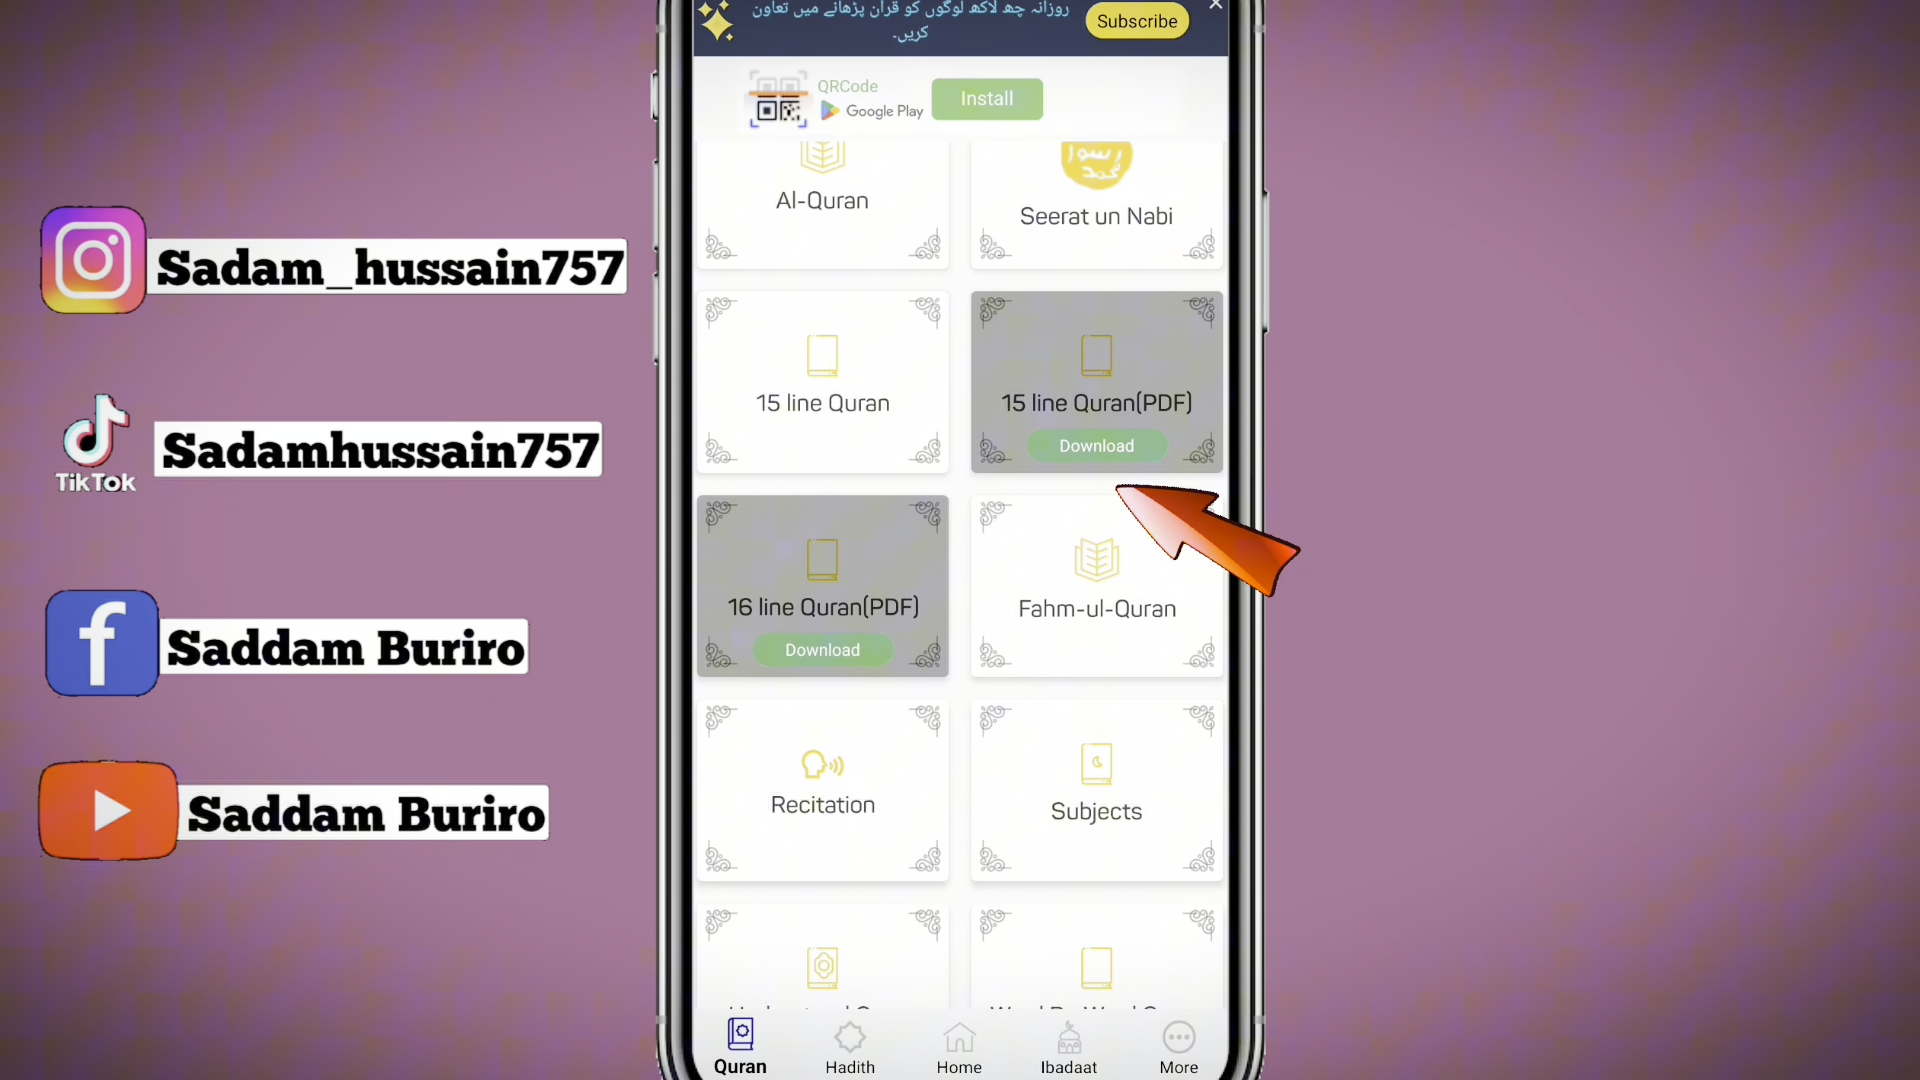 روزانہ چھ لاکھ لوگوں کو قرآن پڑھانے میں تعاون
کریں۔
Subscribe
QRCode
Google Play
Install
Al-Quran
Seerat un Nabi
15 line Quran
15 line Quran(PDF)
Download
16 line Quran(PDF)
Download
Fahm-ul-Quran
Recitation
Subjects
Quran
Hadith
Home
Ibadaat
More
Sadam_hussain757
TikTok
Sadamhussain757
Saddam Buriro
Saddam Buriro